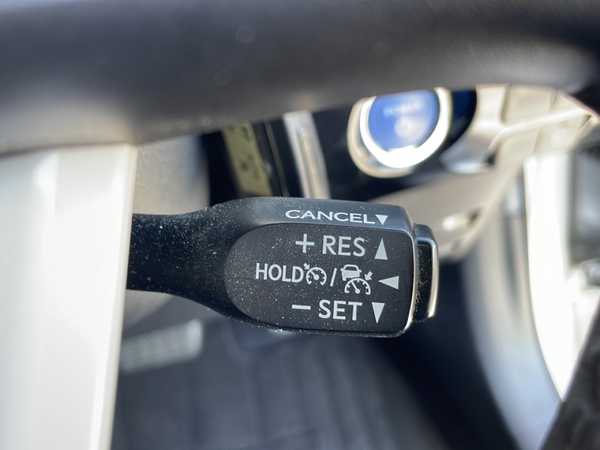 CANCEL▼
+ RES ▲
HOLD / ◀
− SET ▼